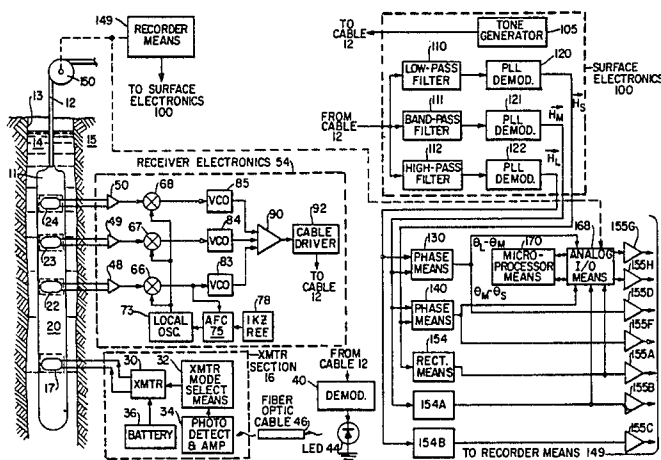 149
RECORDER MEANS
150
TO SURFACE ELECTRONICS 100
12
13
14
15
11
24
23
22
20
17
RECEIVER ELECTRONICS 54
50
68
85
VCO
49
67
84
VCO
48
66
83
VCO
90
92
CABLE DRIVER
TO CABLE 12
73
LOCAL OSC.
AFC 75
78
1KZ REF
XMTR SECTION 16
30
XMTR
32
XMTR MODE SELECT MEANS
34
PHOTO DETECT & AMP
36
BATTERY
FIBER OPTIC CABLE 46
FROM CABLE 12
40
DEMOD.
LED 44
TO CABLE 12
TONE GENERATOR
105
110
LOW-PASS FILTER
120
PLL DEMOD.
SURFACE ELECTRONICS 100
FROM CABLE 12
111
BAND-PASS FILTER
121
PLL DEMOD.
112
HIGH-PASS FILTER
122
PLL DEMOD.
HS
HM
HL
130
PHASE MEANS
θL-θM
140
PHASE MEANS
θM-θS
170
MICRO-PROCESSOR MEANS
168
ANALOG I/O MEANS
154
RECT. MEANS
154A
154B
155G
155H
155D
155F
155A
155B
155C
TO RECORDER MEANS 149